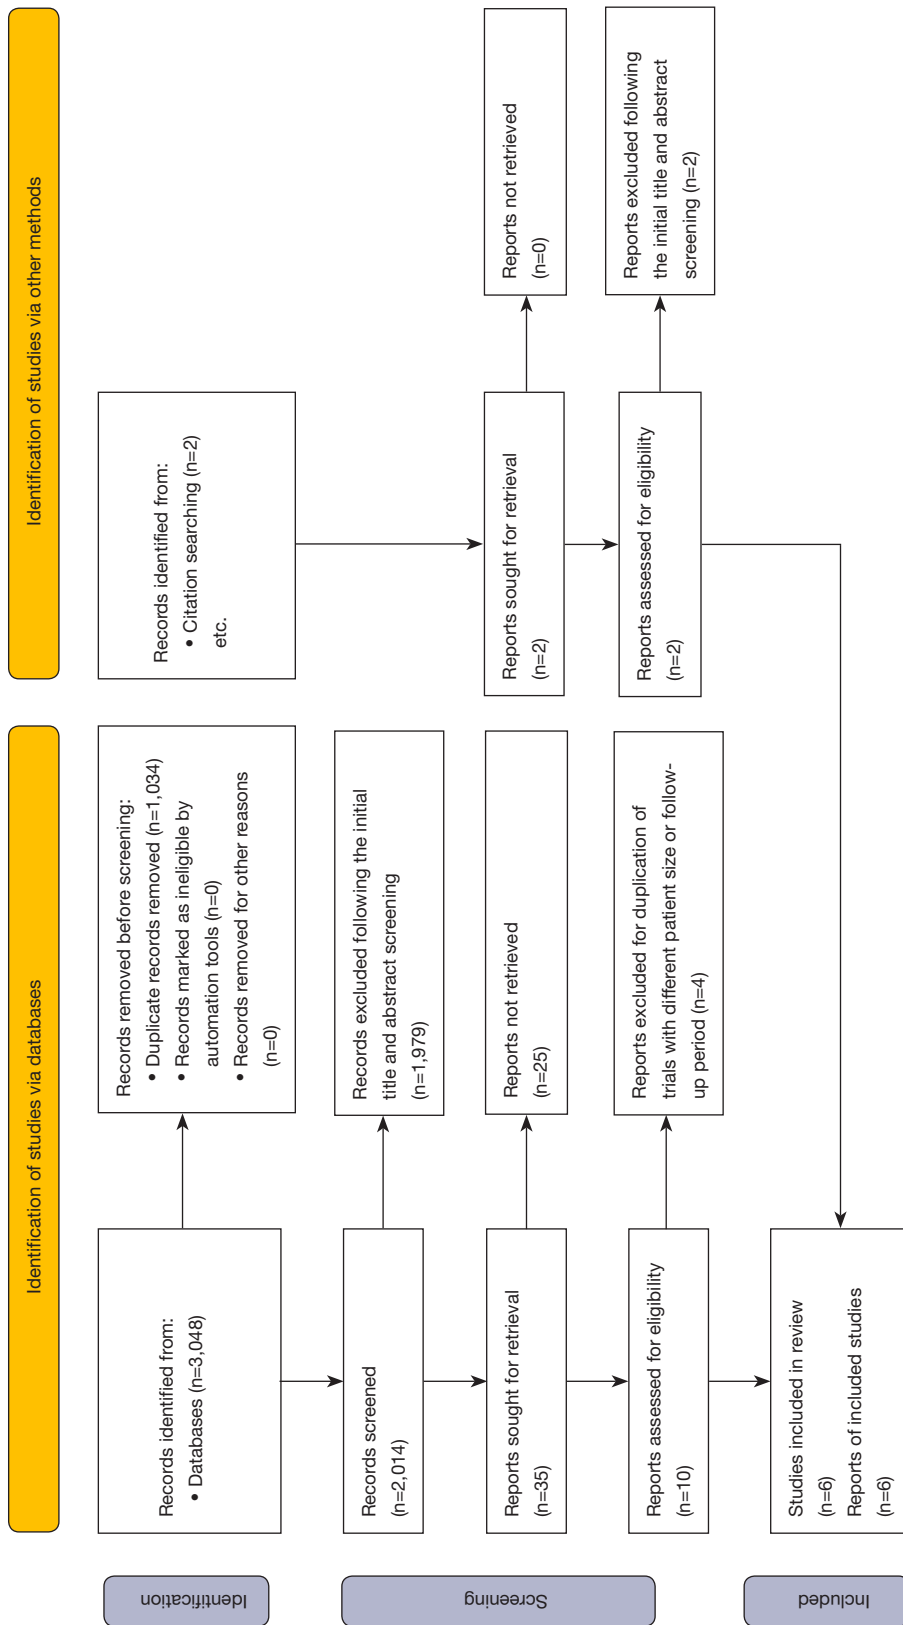 Identification of studies via databases
Identification of studies via other methods
Identification
Records identified from:
• Databases (n=3,048)
Records removed before screening:
• Duplicate records removed (n=1,034)
• Records marked as ineligible by
automation tools (n=0)
• Records removed for other reasons
(n=0)
Records identified from:
• Citation searching (n=2)
etc.
Screening
Records screened
(n=2,014)
Records excluded following the initial
title and abstract screening
(n=1,979)
Reports sought for retrieval
(n=35)
Reports not retrieved
(n=25)
Reports sought for retrieval
(n=2)
Reports not retrieved
(n=0)
Reports assessed for eligibility
(n=10)
Reports excluded for duplication of
trials with different patient size or follow-
up period (n=4)
Reports assessed for eligibility
(n=2)
Reports excluded following
the initial title and abstract
screening (n=2)
Included
Studies included in review
(n=6)
Reports of included studies
(n=6)